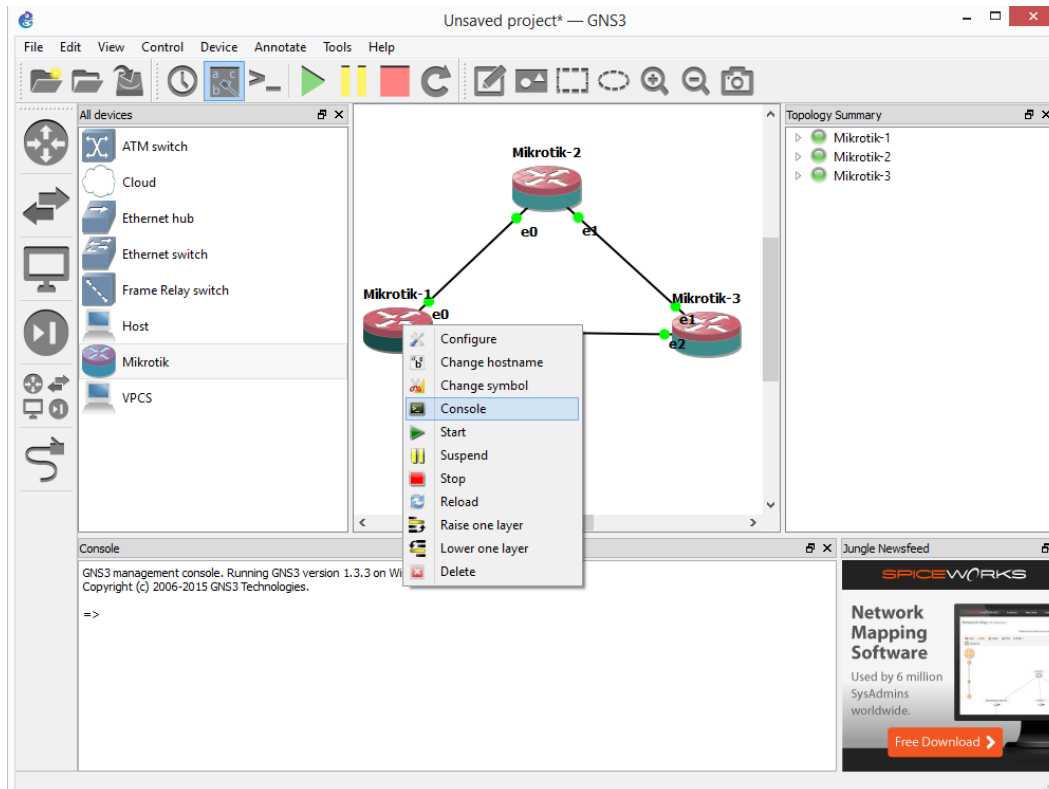 Unsaved project* — GNS3
File Edit View Control Device Annotate Tools Help
All devices
ATM switch
Cloud
Ethernet hub
Ethernet switch
Frame Relay switch
Host
Mikrotik
VPCS
Mikrotik-2
e0
e1
Mikrotik-1
e0
Mikrotik-3
e1
e2
Configure
Change hostname
Change symbol
Console
Start
Suspend
Stop
Reload
Raise one layer
Lower one layer
Delete
Topology Summary
Mikrotik-1
Mikrotik-2
Mikrotik-3
Console
GNS3 management console. Running GNS3 version 1.3.3 on Wi
Copyright (c) 2006-2015 GNS3 Technologies.
=>
Jungle Newsfeed
SPICEWORKS
Network
Mapping
Software
Used by 6 million
SysAdmins
worldwide.
Free Download